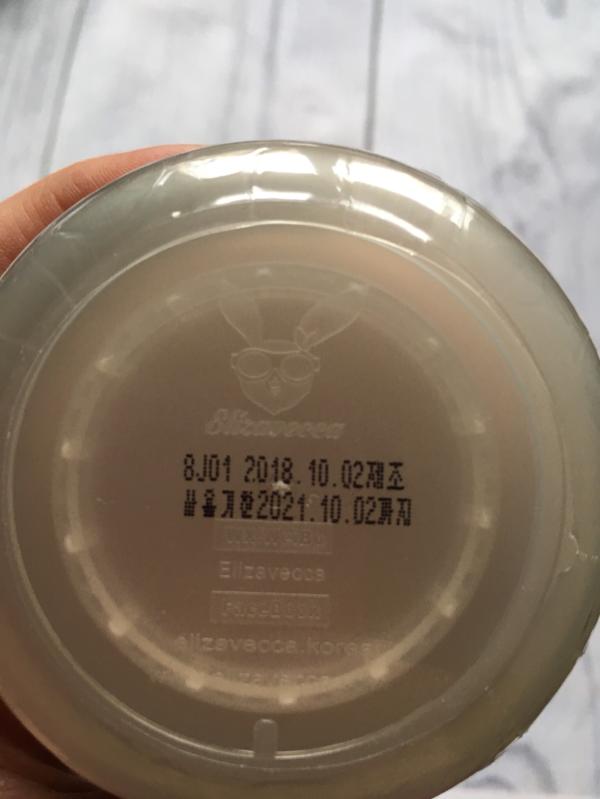 Elizavecca
8J01 2018.10.02제조
사용기한2021.10.02까지
Elizavecca
FACEBOOK
elizavecca.korea